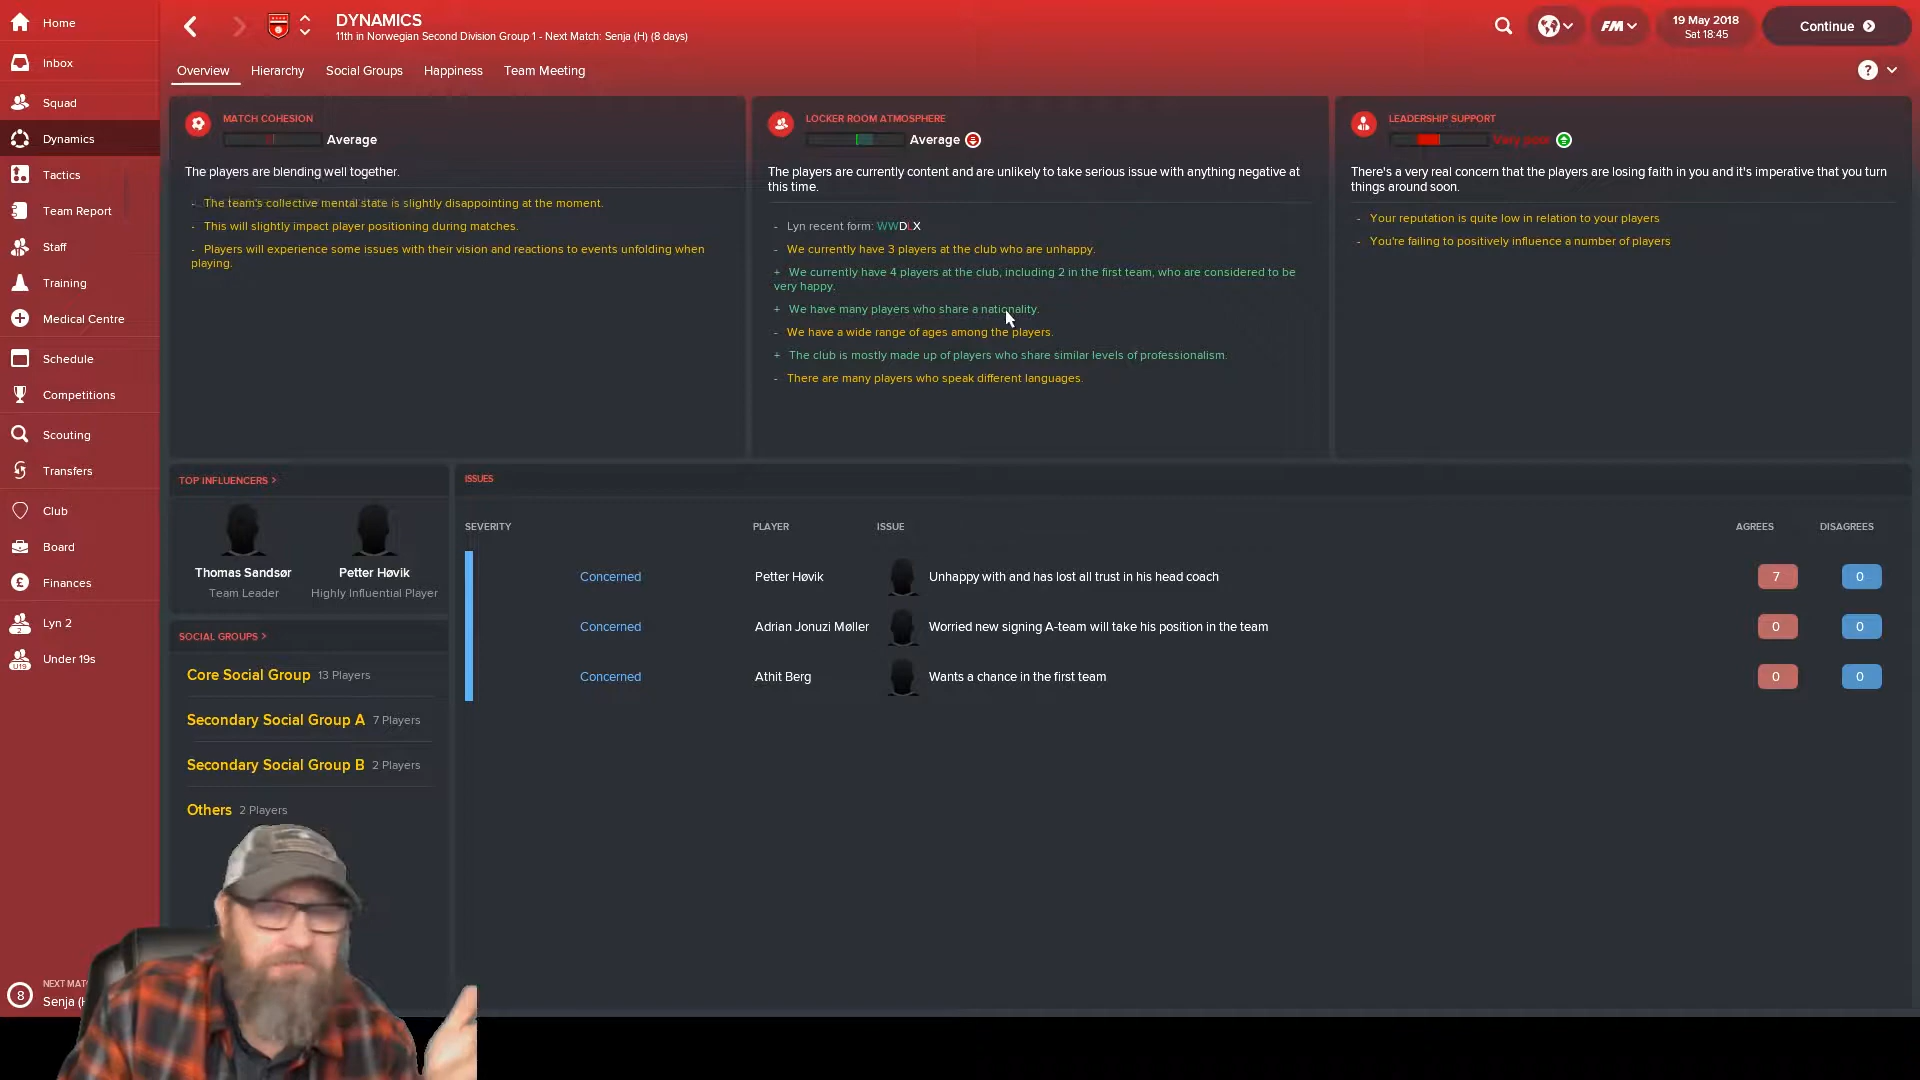 Home
Inbox
Squad
Dynamics
Tactics
Team Report
Staff
Training
Medical Centre
Schedule
Competitions
Scouting
Transfers
Club
Board
Finances
2
Lyn 2
U19
Under 19s
8
NEXT MAT
Senja (H
DYNAMICS
11th in Norwegian Second Division Group 1 - Next Match: Senja (H) (8 days)
FM
19 May 2018
Sat 18:45
Continue
Overview
Hierarchy
Social Groups
Happiness
Team Meeting
?
MATCH COHESION
Average
The players are blending well together.
- The team's collective mental state is slightly disappointing at the moment.
- This will slightly impact player positioning during matches.
- Players will experience some issues with their vision and reactions to events unfolding when
playing.
LOCKER ROOM ATMOSPHERE
Average
The players are currently content and are unlikely to take serious issue with anything negative at
this time.
- Lyn recent form: WWDLX
- We currently have 3 players at the club who are unhappy.
+ We currently have 4 players at the club, including 2 in the first team, who are considered to be
very happy.
+ We have many players who share a nationality.
- We have a wide range of ages among the players.
+ The club is mostly made up of players who share similar levels of professionalism.
- There are many players who speak different languages.
LEADERSHIP SUPPORT
Very poor
There's a very real concern that the players are losing faith in you and it's imperative that you turn
things around soon.
- Your reputation is quite low in relation to your players
- You're failing to positively influence a number of players
TOP INFLUENCERS >
Thomas Sandsør
Team Leader
Petter Høvik
Highly Influential Player
SOCIAL GROUPS >
Core Social Group 13 Players
Secondary Social Group A 7 Players
Secondary Social Group B 2 Players
Others 2 Players
ISSUES
SEVERITY PLAYER ISSUE AGREES DISAGREES
Concerned Petter Høvik Unhappy with and has lost all trust in his head coach 7 0
Concerned Adrian Jonuzi Møller Worried new signing A-team will take his position in the team 0 0
Concerned Athit Berg Wants a chance in the first team 0 0